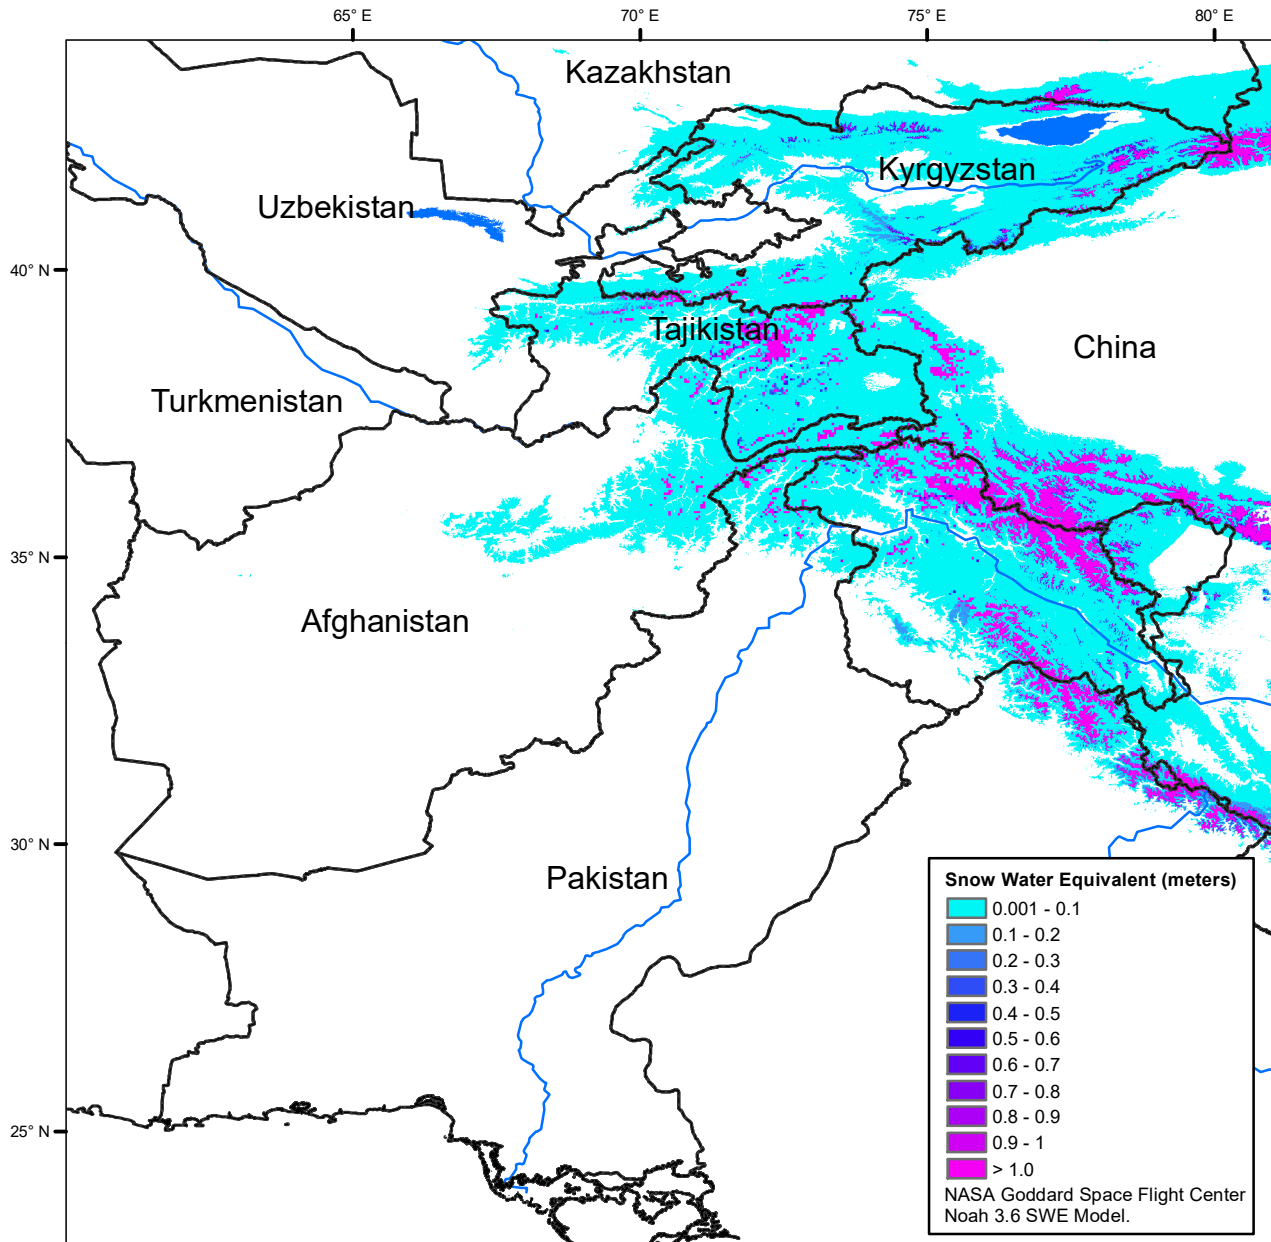 65° E
70° E
75° E
80° E
Kazakhstan
Kyrgyzstan
Uzbekistan
40° N
Tajikistan
China
Turkmenistan
35° N
Afghanistan
30° N
Pakistan
25° N
Snow Water Equivalent (meters)
0.001 - 0.1
0.1 - 0.2
0.2 - 0.3
0.3 - 0.4
0.4 - 0.5
0.5 - 0.6
0.6 - 0.7
0.7 - 0.8
0.8 - 0.9
0.9 - 1
> 1.0
NASA Goddard Space Flight Center
Noah 3.6 SWE Model.